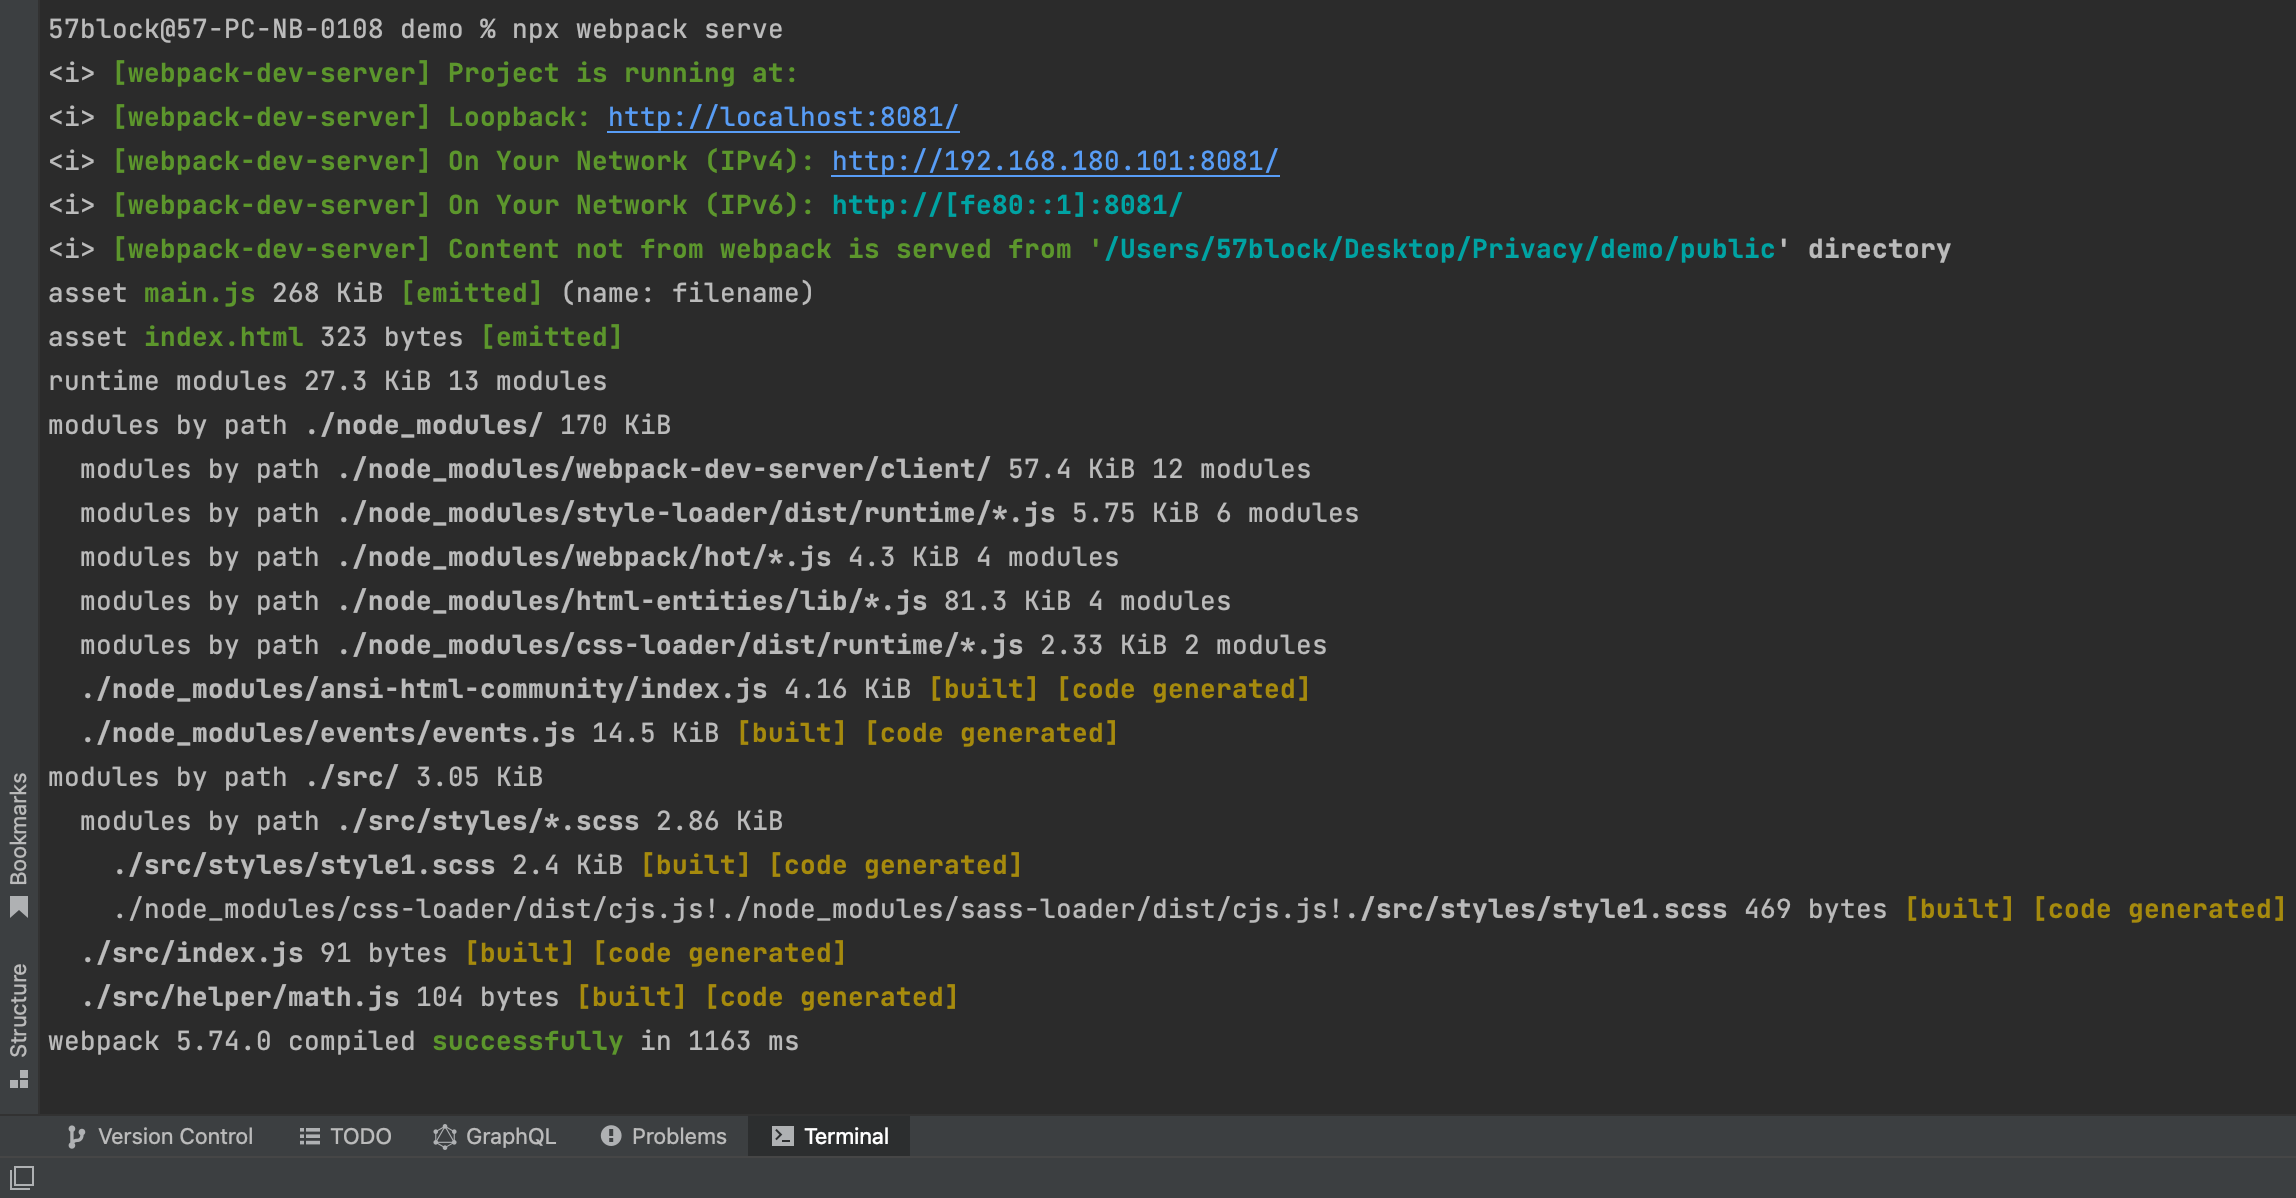 57block@57-PC-NB-0108 demo % npx webpack serve
<i> [webpack-dev-server] Project is running at:
<i> [webpack-dev-server] Loopback: http://localhost:8081/
<i> [webpack-dev-server] On Your Network (IPv4): http://192.168.180.101:8081/
<i> [webpack-dev-server] On Your Network (IPv6): http://[fe80::1]:8081/
<i> [webpack-dev-server] Content not from webpack is served from '/Users/57block/Desktop/Privacy/demo/public' directory
asset main.js 268 KiB [emitted] (name: filename)
asset index.html 323 bytes [emitted]
runtime modules 27.3 KiB 13 modules
modules by path ./node_modules/ 170 KiB
  modules by path ./node_modules/webpack-dev-server/client/ 57.4 KiB 12 modules
  modules by path ./node_modules/style-loader/dist/runtime/*.js 5.75 KiB 6 modules
  modules by path ./node_modules/webpack/hot/*.js 4.3 KiB 4 modules
  modules by path ./node_modules/html-entities/lib/*.js 81.3 KiB 4 modules
  modules by path ./node_modules/css-loader/dist/runtime/*.js 2.33 KiB 2 modules
  ./node_modules/ansi-html-community/index.js 4.16 KiB [built] [code generated]
  ./node_modules/events/events.js 14.5 KiB [built] [code generated]
modules by path ./src/ 3.05 KiB
  modules by path ./src/styles/*.scss 2.86 KiB
    ./src/styles/style1.scss 2.4 KiB [built] [code generated]
    ./node_modules/css-loader/dist/cjs.js!./node_modules/sass-loader/dist/cjs.js!./src/styles/style1.scss 469 bytes [built] [code generated]
  ./src/index.js 91 bytes [built] [code generated]
  ./src/helper/math.js 104 bytes [built] [code generated]
webpack 5.74.0 compiled successfully in 1163 ms
Bookmarks
Structure
Version Control TODO GraphQL Problems Terminal